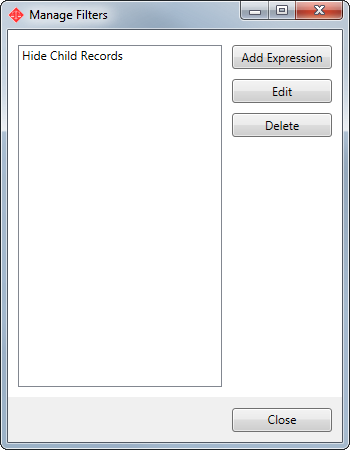 Manage Filters
Hide Child Records
Add Expression
Edit
Delete
Close